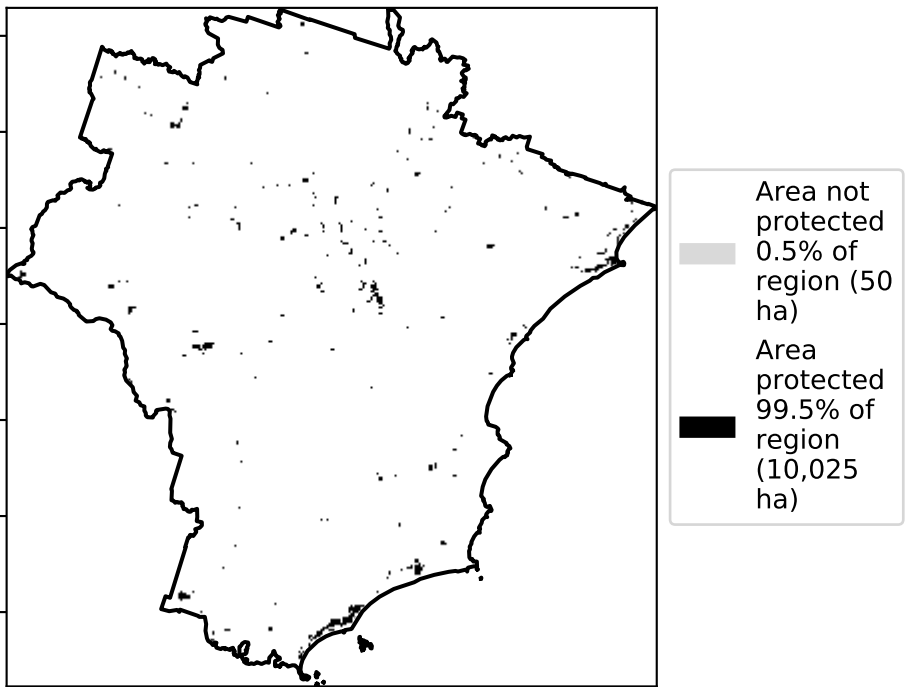 Area not
protected
0.5% of
region (50
ha)
Area
protected
99.5% of
region
(10,025
ha)